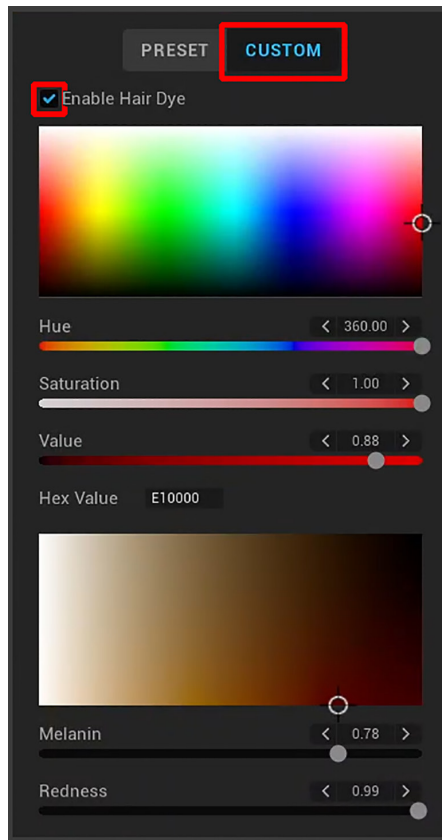 PRESET CUSTOM
Enable Hair Dye
Hue < 360.00 >
Saturation < 1.00 >
Value < 0.88 >
Hex Value E10000
Melanin < 0.78 >
Redness < 0.99 >